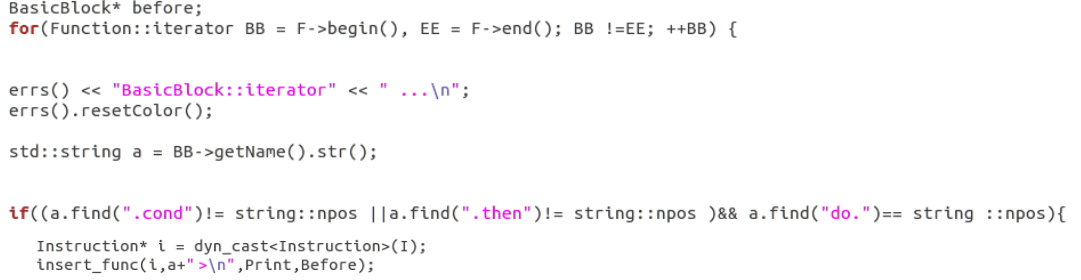 BasicBlock* before;
for(Function::iterator BB = F->begin(), EE = F->end(); BB !=EE; ++BB) {
errs() << "BasicBlock::iterator" << " ...\n";
errs().resetColor();
std::string a = BB->getName().str();
if((a.find(".cond")!= string::npos ||a.find(".then")!= string::npos )&& a.find("do.")== string ::npos){
Instruction* i = dyn_cast<Instruction>(I);
insert_func(i,a+">\n",Print,Before);